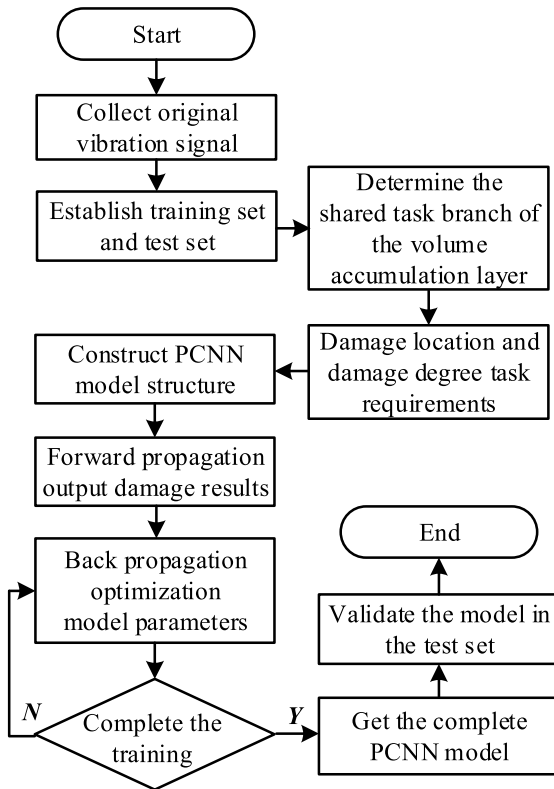 Start
Collect original
vibration signal
Establish training set
and test set
Determine the
shared task branch of
the volume
accumulation layer
Damage location and
damage degree task
requirements
Construct PCNN
model structure
Forward propagation
output damage results
Back propagation
optimization
model parameters
N
Complete the
training
Y
Get the complete
PCNN model
Validate the model in
the test set
End